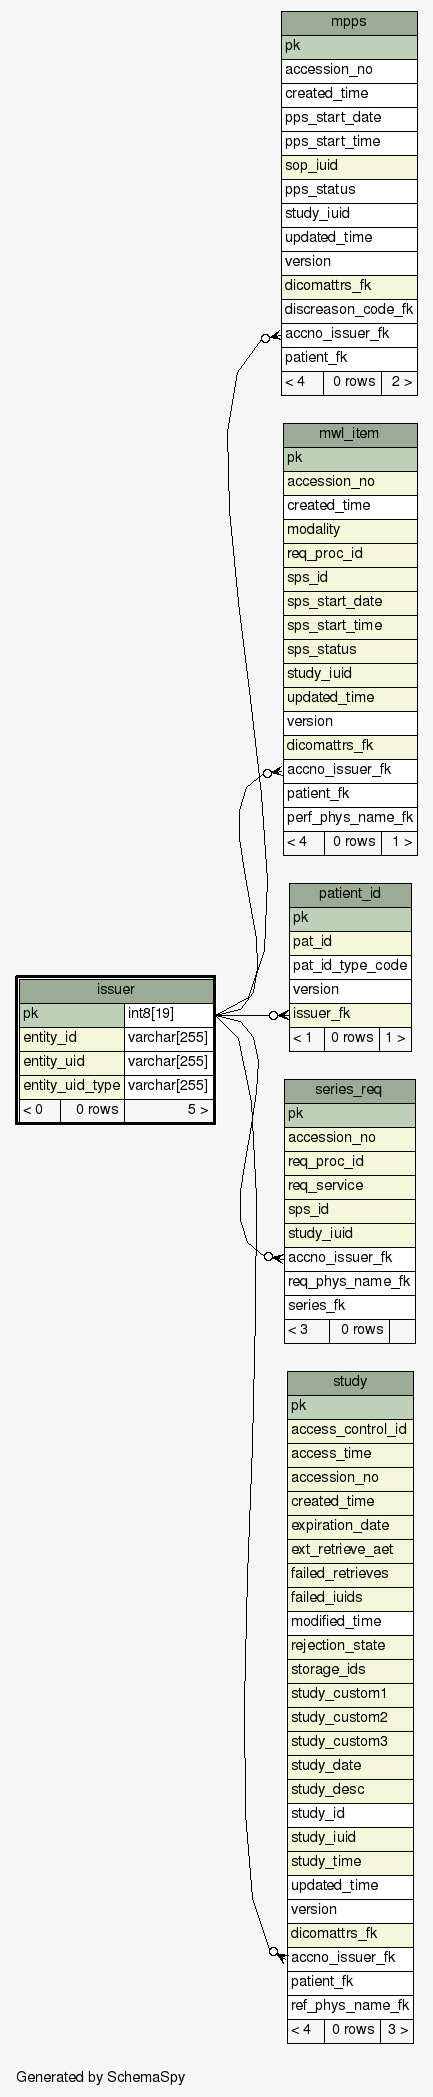 mpps
pk
accession_no
created_time
pps_start_date
pps_start_time
sop_iuid
pps_status
study_iuid
updated_time
version
dicomattrs_fk
discreason_code_fk
accno_issuer_fk
patient_fk
< 4 0 rows 2 >
mwl_item
pk
accession_no
created_time
modality
req_proc_id
sps_id
sps_start_date
sps_start_time
sps_status
study_iuid
updated_time
version
dicomattrs_fk
accno_issuer_fk
patient_fk
perf_phys_name_fk
< 4 0 rows 1 >
patient_id
pk
pat_id
pat_id_type_code
version
issuer_fk
< 1 0 rows 1 >
issuer
pk int8[19]
entity_id varchar[255]
entity_uid varchar[255]
entity_uid_type varchar[255]
< 0 0 rows 5 >
series_req
pk
accession_no
req_proc_id
req_service
sps_id
study_iuid
accno_issuer_fk
req_phys_name_fk
series_fk
< 3 0 rows
study
pk
access_control_id
access_time
accession_no
created_time
expiration_date
ext_retrieve_aet
failed_retrieves
failed_iuids
modified_time
rejection_state
storage_ids
study_custom1
study_custom2
study_custom3
study_date
study_desc
study_id
study_iuid
study_time
updated_time
version
dicomattrs_fk
accno_issuer_fk
patient_fk
ref_phys_name_fk
< 4 0 rows 3 >
Generated by SchemaSpy